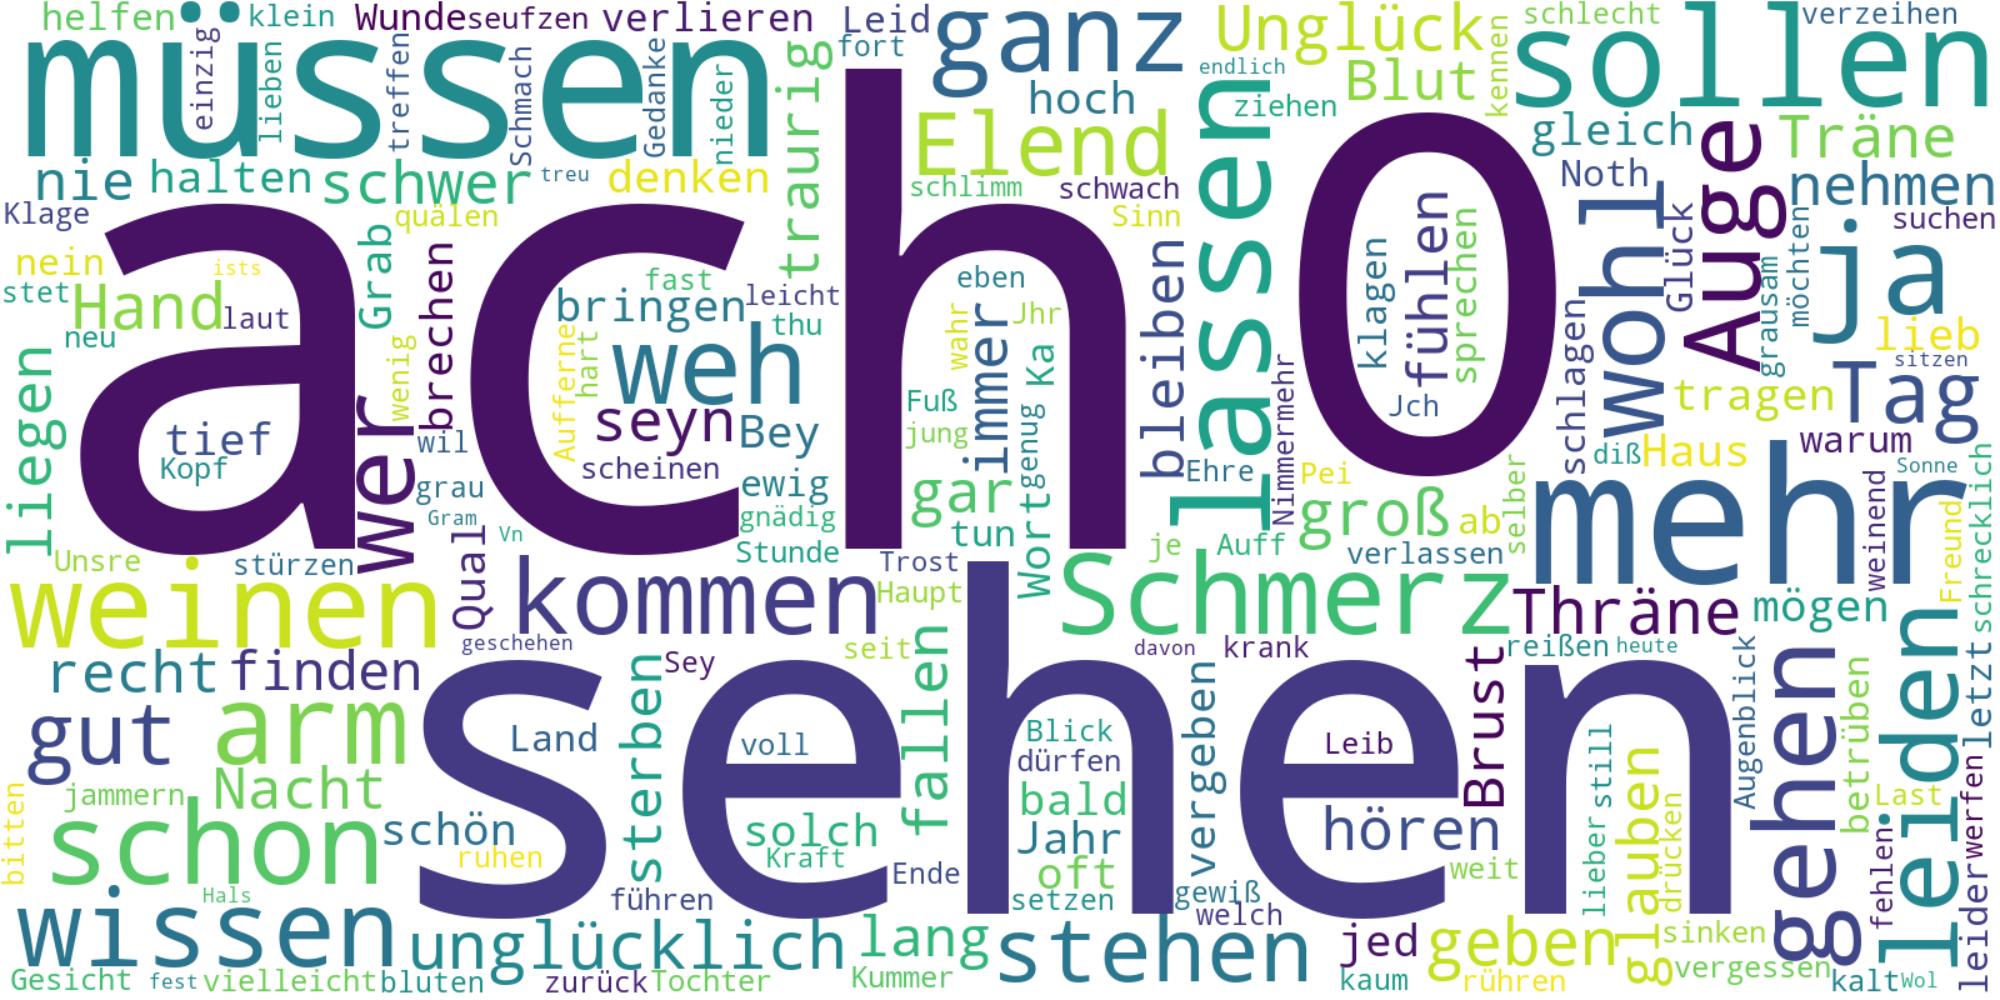 helfen
klein
Wunde
seufzen
verlieren
Leid
fort
ganz
Unglück
schlecht
verzeihen
müssen
einzig
lieben
treffen
Schmach
Gedanke
nieder
traurig
hoch
endlich
ziehen
Blut
kennen
sollen
Elend
gleich
Träne
nie
halten
schwer
treu
denken
schlimm
schwach
Sinn
lassen
Noth
Auge
nehmen
Klage
quälen
Grab
ach
O
klagen
fühlen
sprechen
Jch
wohl
Glück
grausam
möchten
suchen
ja
nein
ists
stet
Hand
laut
neu
brechen
wenig
fast
bringen
leicht
thu
eben
wahr
immer
Jhr
Ka
bleiben
schlagen
lieb
sitzen
liegen
tief
Kopf
wer
wil
Aufferne
hart
weh
seyn
Bey
scheinen
Fuß
jung
genug
Wort
Ehre
Nimmermehr
Pei
tragen
Tag
diß
Haus
warum
Sonne
grau
Gram
Vn
ewig
gnädig
Stunde
gar
tun
je
Auff
groß
ab
selber
verlassen
mehr
weinend
Freund
schrecklich
Unsre
stürzen
weinen
Qual
kommen
Trost
Haupt
Schmerz
Thräne
mögen
geschehen
seit
davon
krank
reißen
heute
recht
finden
Sey
sehen
fallen
sterben
vergeben
Brust
Augenblick
gehen
betrüben
leiden
letzt
gut
arm
Land
voll
Blick
dürfen
Leib
still
lieber
glauben
drücken
jammern
Nacht
bitten
schon
schön
ruhen
solch
Kraft
bald
Jahr
oft
hören
Last
fehlen
leider
werfen
Hals
führen
Ende
setzen
gewiß
welch
weit
wissen
unglücklich
lang
stehen
jed
geben
sinken
Gesicht
fest
vielleicht
bluten
zurück
Tochter
Kummer
kaum
rühren
vergessen
kalt
Wol